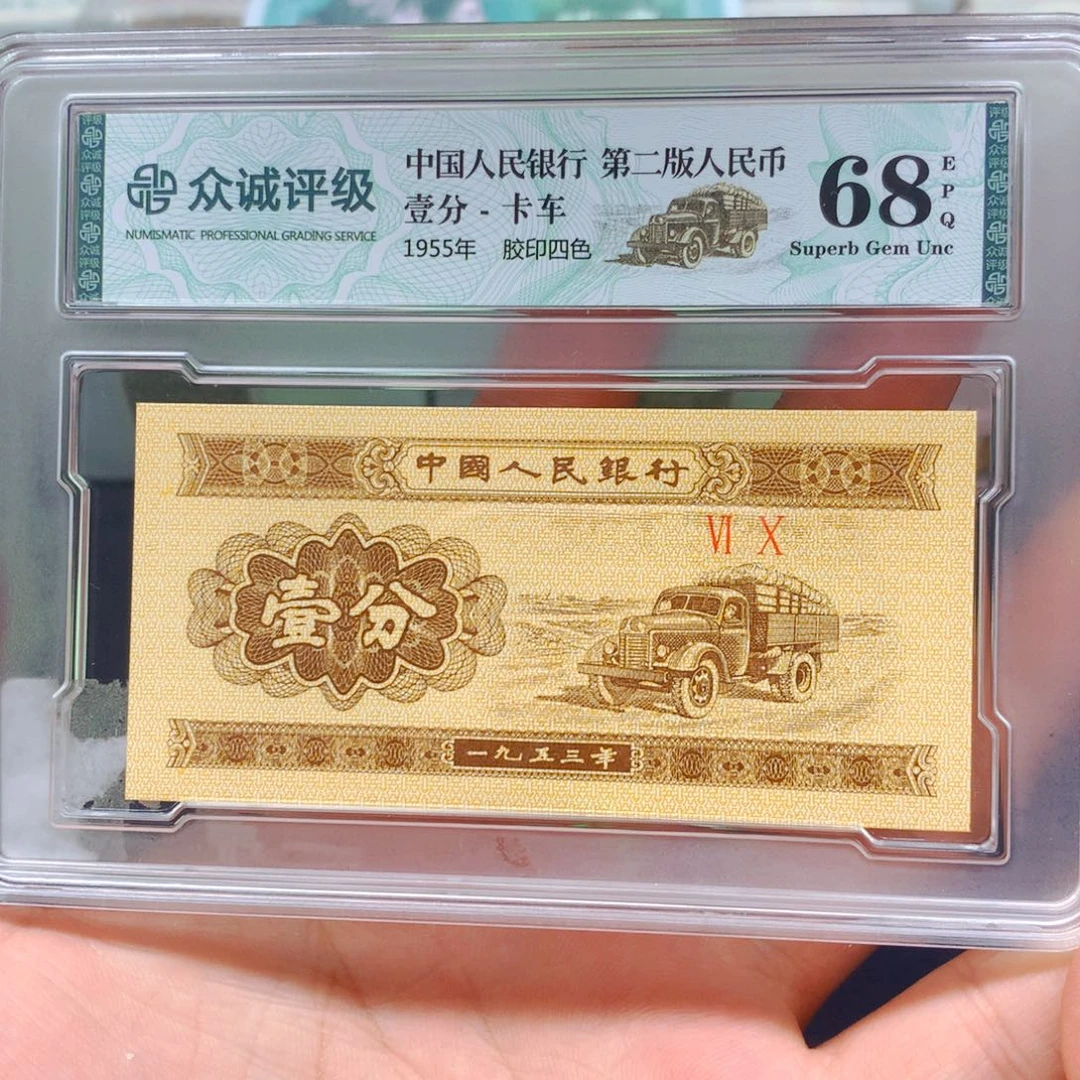 众诚评级
NUMISMATIC PROFESSIONAL GRADING SERVICE
中国人民银行 第二版人民币
壹分 - 卡车
1955年 胶印四色
68
EPQ
Superb Gem Unc
中國人民銀行
VI X
壹分
一九五三年